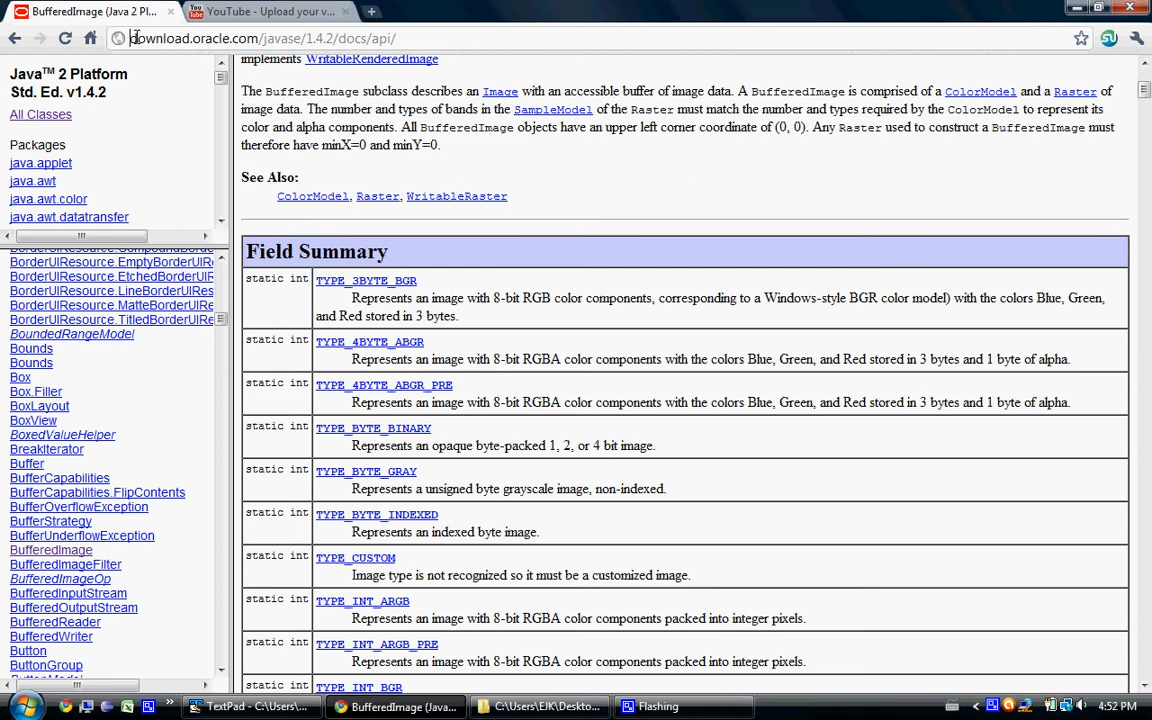 BufferedImage (Java 2 Pl...
YouTube - Upload your v...
download.oracle.com/javase/1.4.2/docs/api/
Java™ 2 Platform
Std. Ed. v1.4.2
All Classes
Packages
java.applet
java.awt
java.awt.color
java.awt.datatransfer
BorderUIResource.EmptyBorderUIR
BorderUIResource.EtchedBorderUIR
BorderUIResource.LineBorderUIRes
BorderUIResource.MatteBorderUIRe
BorderUIResource.TitledBorderUIRe
BoundedRangeModel
Bounds
Bounds
Box
Box.Filler
BoxLayout
BoxView
BoxedValueHelper
BreakIterator
Buffer
BufferCapabilities
BufferCapabilities.FlipContents
BufferOverflowException
BufferStrategy
BufferUnderflowException
BufferedImage
BufferedImageFilter
BufferedImageOp
BufferedInputStream
BufferedOutputStream
BufferedReader
BufferedWriter
Button
ButtonGroup
implements WritableRenderedImage
The BufferedImage subclass describes an Image with an accessible buffer of image data. A BufferedImage is comprised of a ColorModel and a Raster of
image data. The number and types of bands in the SampleModel of the Raster must match the number and types required by the ColorModel to represent its
color and alpha components. All BufferedImage objects have an upper left corner coordinate of (0, 0). Any Raster used to construct a BufferedImage must
therefore have minX=0 and minY=0.
See Also:
ColorModel, Raster, WritableRaster
Field Summary
static int TYPE_3BYTE_BGR
Represents an image with 8-bit RGB color components, corresponding to a Windows-style BGR color model) with the colors Blue, Green,
and Red stored in 3 bytes.
static int TYPE_4BYTE_ABGR
Represents an image with 8-bit RGBA color components with the colors Blue, Green, and Red stored in 3 bytes and 1 byte of alpha.
static int TYPE_4BYTE_ABGR_PRE
Represents an image with 8-bit RGBA color components with the colors Blue, Green, and Red stored in 3 bytes and 1 byte of alpha.
static int TYPE_BYTE_BINARY
Represents an opaque byte-packed 1, 2, or 4 bit image.
static int TYPE_BYTE_GRAY
Represents a unsigned byte grayscale image, non-indexed.
static int TYPE_BYTE_INDEXED
Represents an indexed byte image.
static int TYPE_CUSTOM
Image type is not recognized so it must be a customized image.
static int TYPE_INT_ARGB
Represents an image with 8-bit RGBA color components packed into integer pixels.
static int TYPE_INT_ARGB_PRE
Represents an image with 8-bit RGBA color components packed into integer pixels.
static int TYPE_INT_BGR
TextPad - C:\Users\...
BufferedImage (Java...
C:\Users\EJK\Deskto...
Flashing
4:52 PM